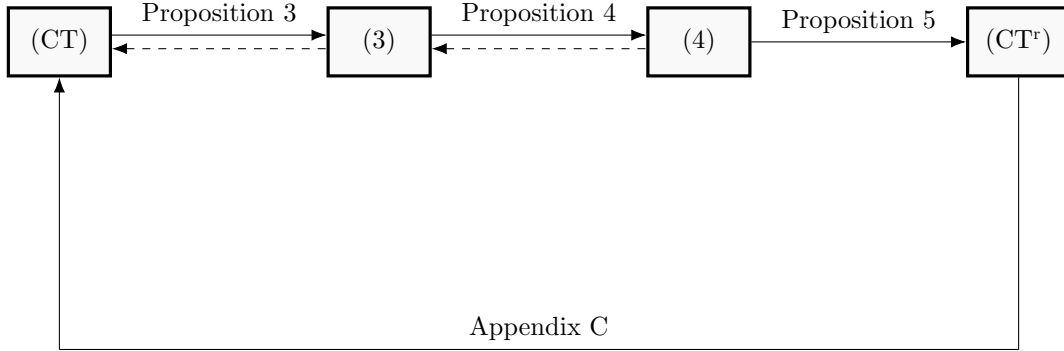 Proposition 3
Proposition 4
Proposition 5
(CT)
(3)
(4)
(CTʳ)
Appendix C